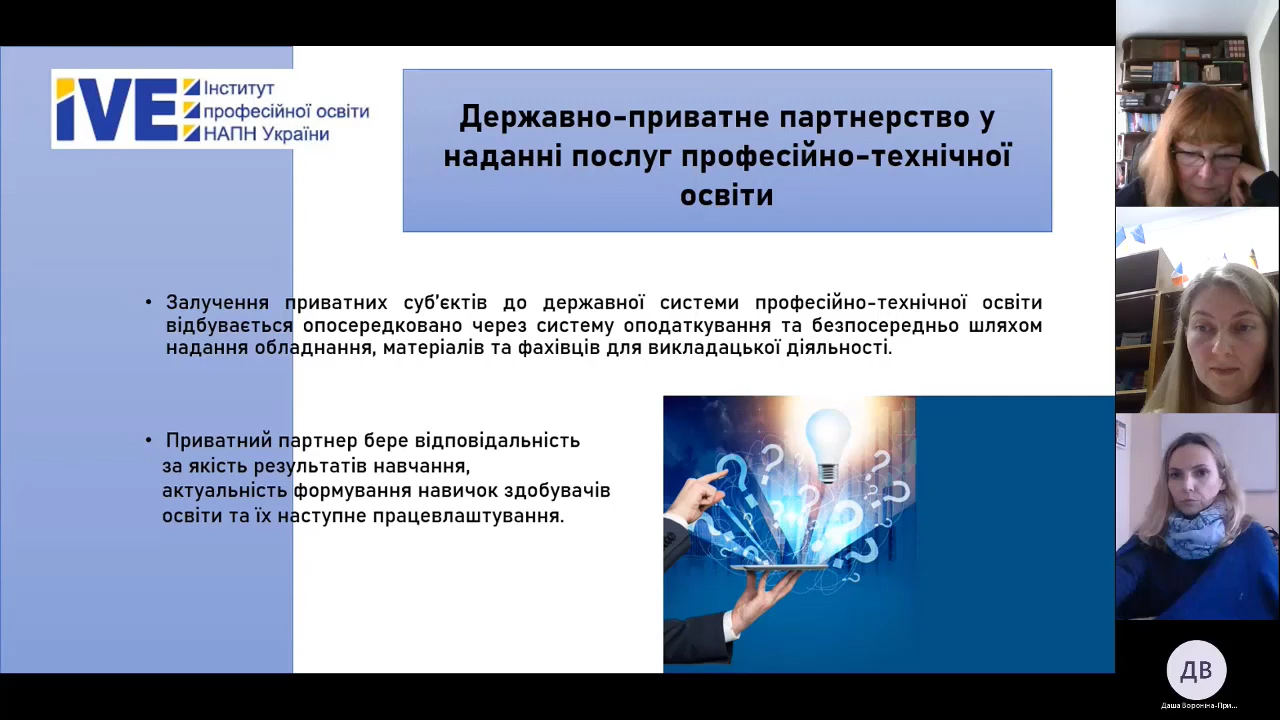 iVE
Інститут
професійної освіти
НАПН України
Державно-приватне партнерство у
наданні послуг професійно-технічної
освіти
• Залучення приватних суб’єктів до державної системи професійно-технічної освіти
відбувається опосередковано через систему оподаткування та безпосередньо шляхом
надання обладнання, матеріалів та фахівців для викладацької діяльності.
• Приватний партнер бере відповідальність
за якість результатів навчання,
актуальність формування навичок здобувачів
освіти та їх наступне працевлаштування.
ДВ
Даша Вороніна-При...